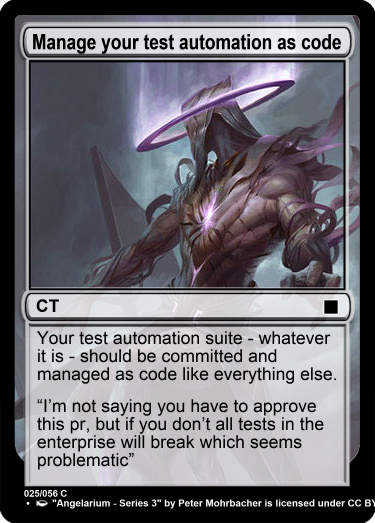 Manage your test automation as code
CT
Your test automation suite - whatever
it is - should be committed and
managed as code like everything else.
“I’m not saying you have to approve
this pr, but if you don’t all tests in the
enterprise will break which seems
problematic”
025/056 C
• "Angelarium - Series 3" by Peter Mohrbacher is licensed under CC BY